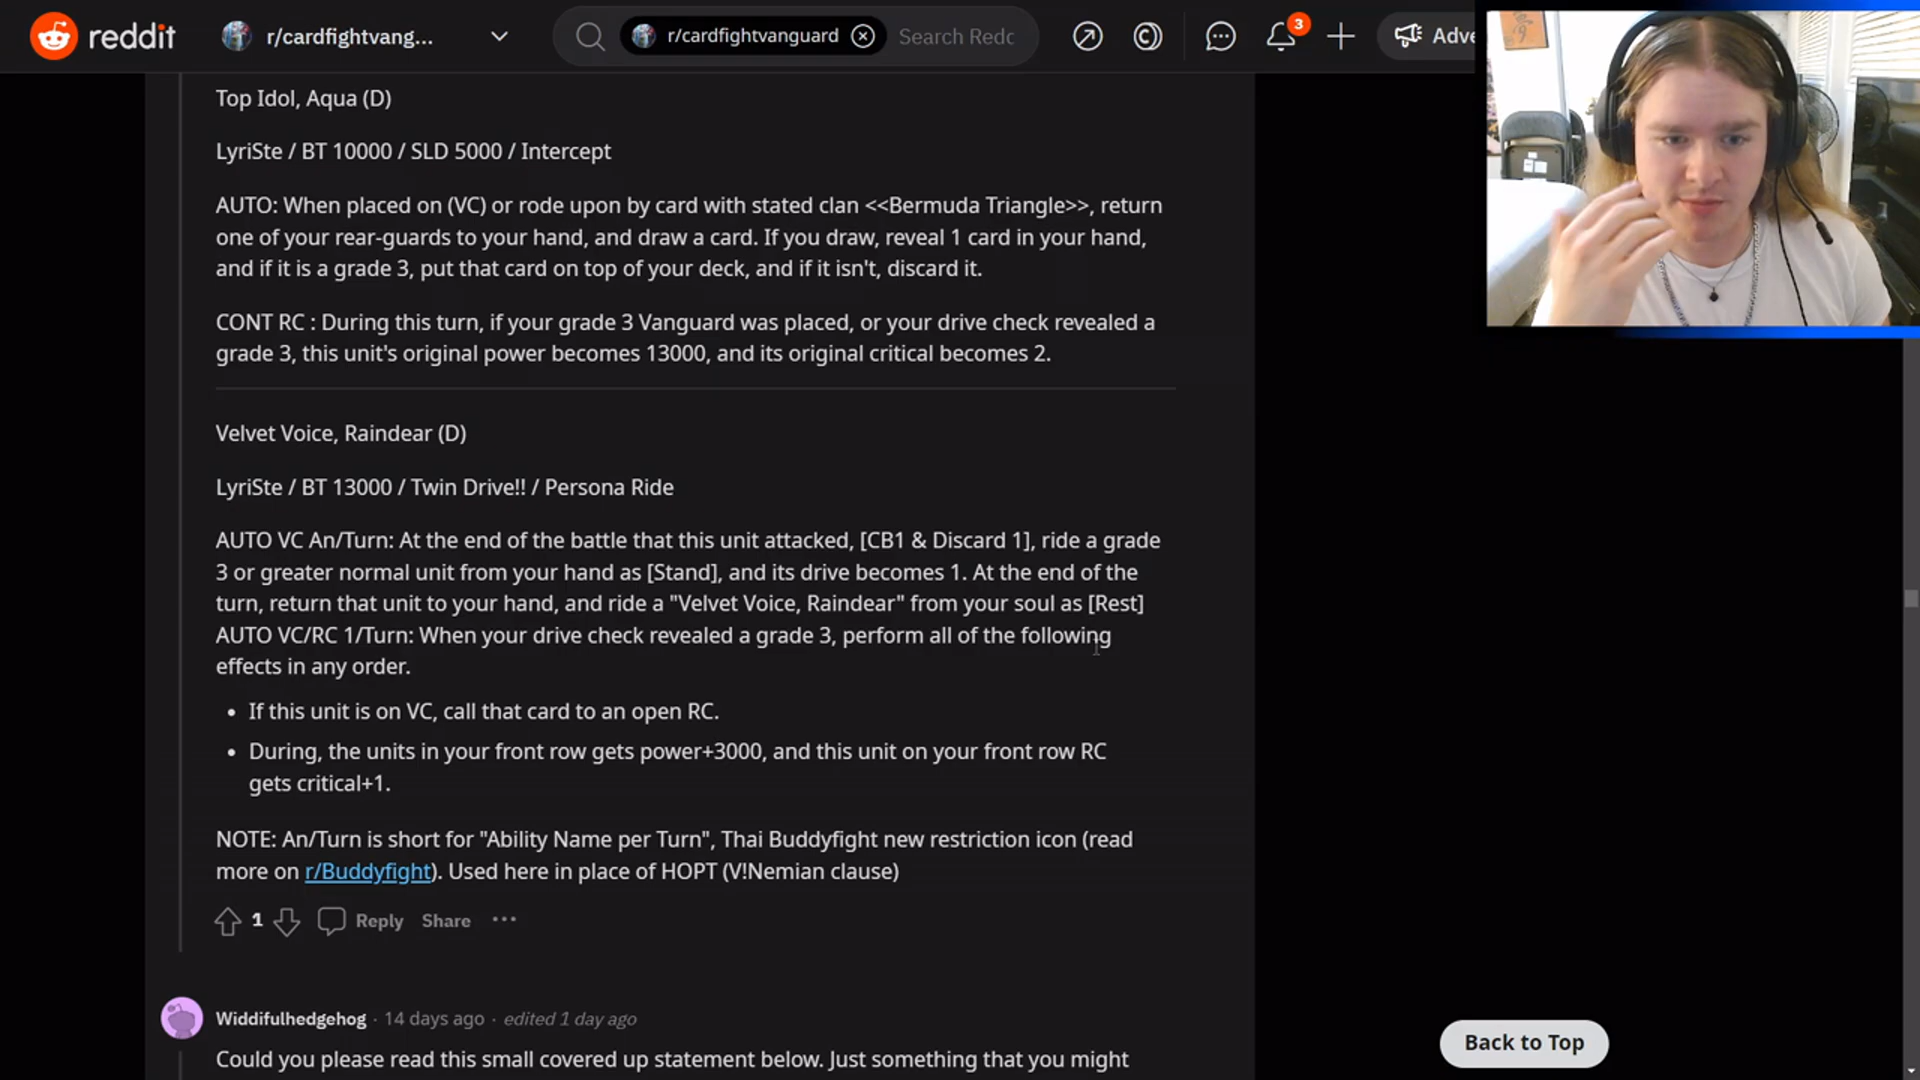 reddit
r/cardfightvang...
r/cardfightvanguard
Search Redc
3
Adve
Top Idol, Aqua (D)
LyriSte / BT 10000 / SLD 5000 / Intercept
AUTO: When placed on (VC) or rode upon by card with stated clan <<Bermuda Triangle>>, return
one of your rear-guards to your hand, and draw a card. If you draw, reveal 1 card in your hand,
and if it is a grade 3, put that card on top of your deck, and if it isn't, discard it.
CONT RC : During this turn, if your grade 3 Vanguard was placed, or your drive check revealed a
grade 3, this unit's original power becomes 13000, and its original critical becomes 2.
Velvet Voice, Raindear (D)
LyriSte / BT 13000 / Twin Drive!! / Persona Ride
AUTO VC An/Turn: At the end of the battle that this unit attacked, [CB1 & Discard 1], ride a grade
3 or greater normal unit from your hand as [Stand], and its drive becomes 1. At the end of the
turn, return that unit to your hand, and ride a "Velvet Voice, Raindear" from your soul as [Rest]
AUTO VC/RC 1/Turn: When your drive check revealed a grade 3, perform all of the following
effects in any order.
• If this unit is on VC, call that card to an open RC.
• During, the units in your front row gets power+3000, and this unit on your front row RC
gets critical+1.
NOTE: An/Turn is short for "Ability Name per Turn", Thai Buddyfight new restriction icon (read
more on r/Buddyfight). Used here in place of HOPT (V!Nemian clause)
1 Reply Share ...
Widdifulhedgehog · 14 days ago · edited 1 day ago
Could you please read this small covered up statement below. Just something that you might
Back to Top